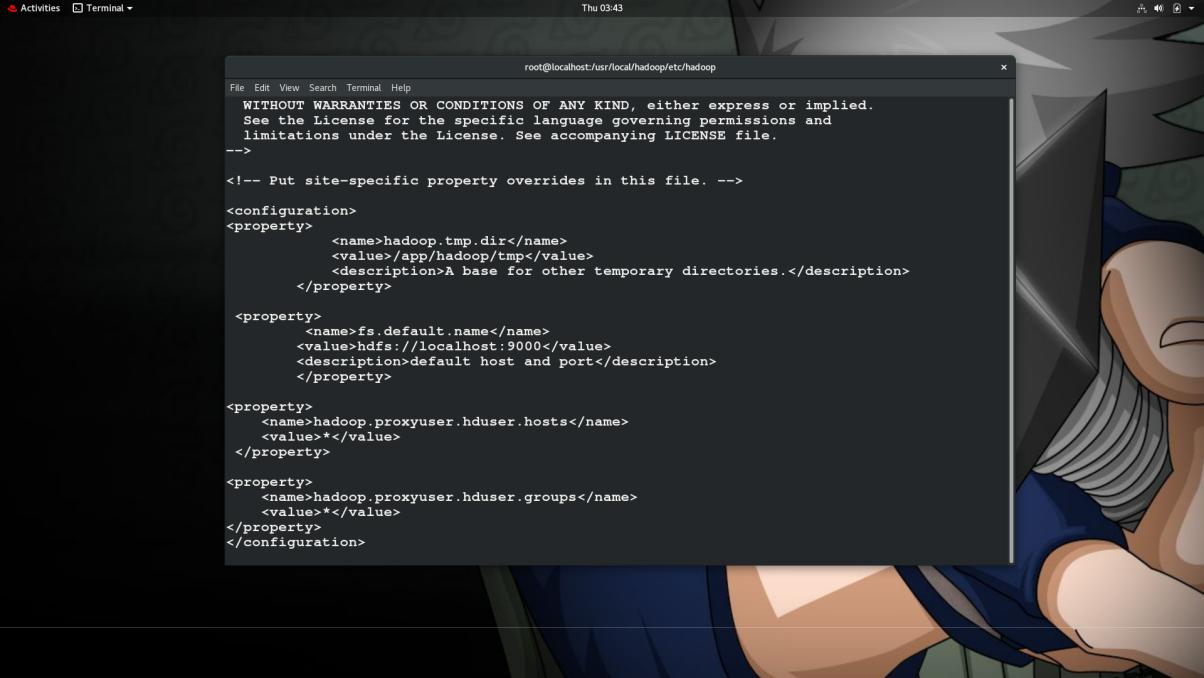 Activities Terminal Thu 03:43
root@localhost:/usr/local/hadoop/etc/hadoop ×
File Edit View Search Terminal Help
WITHOUT WARRANTIES OR CONDITIONS OF ANY KIND, either express or implied.
See the License for the specific language governing permissions and
limitations under the License. See accompanying LICENSE file.
-->
<!-- Put site-specific property overrides in this file. -->
<configuration>
<property>
<name>hadoop.tmp.dir</name>
<value>/app/hadoop/tmp</value>
<description>A base for other temporary directories.</description>
</property>
<property>
<name>fs.default.name</name>
<value>hdfs://localhost:9000</value>
<description>default host and port</description>
</property>
<property>
<name>hadoop.proxyuser.hduser.hosts</name>
<value>*</value>
</property>
<property>
<name>hadoop.proxyuser.hduser.groups</name>
<value>*</value>
</property>
</configuration>